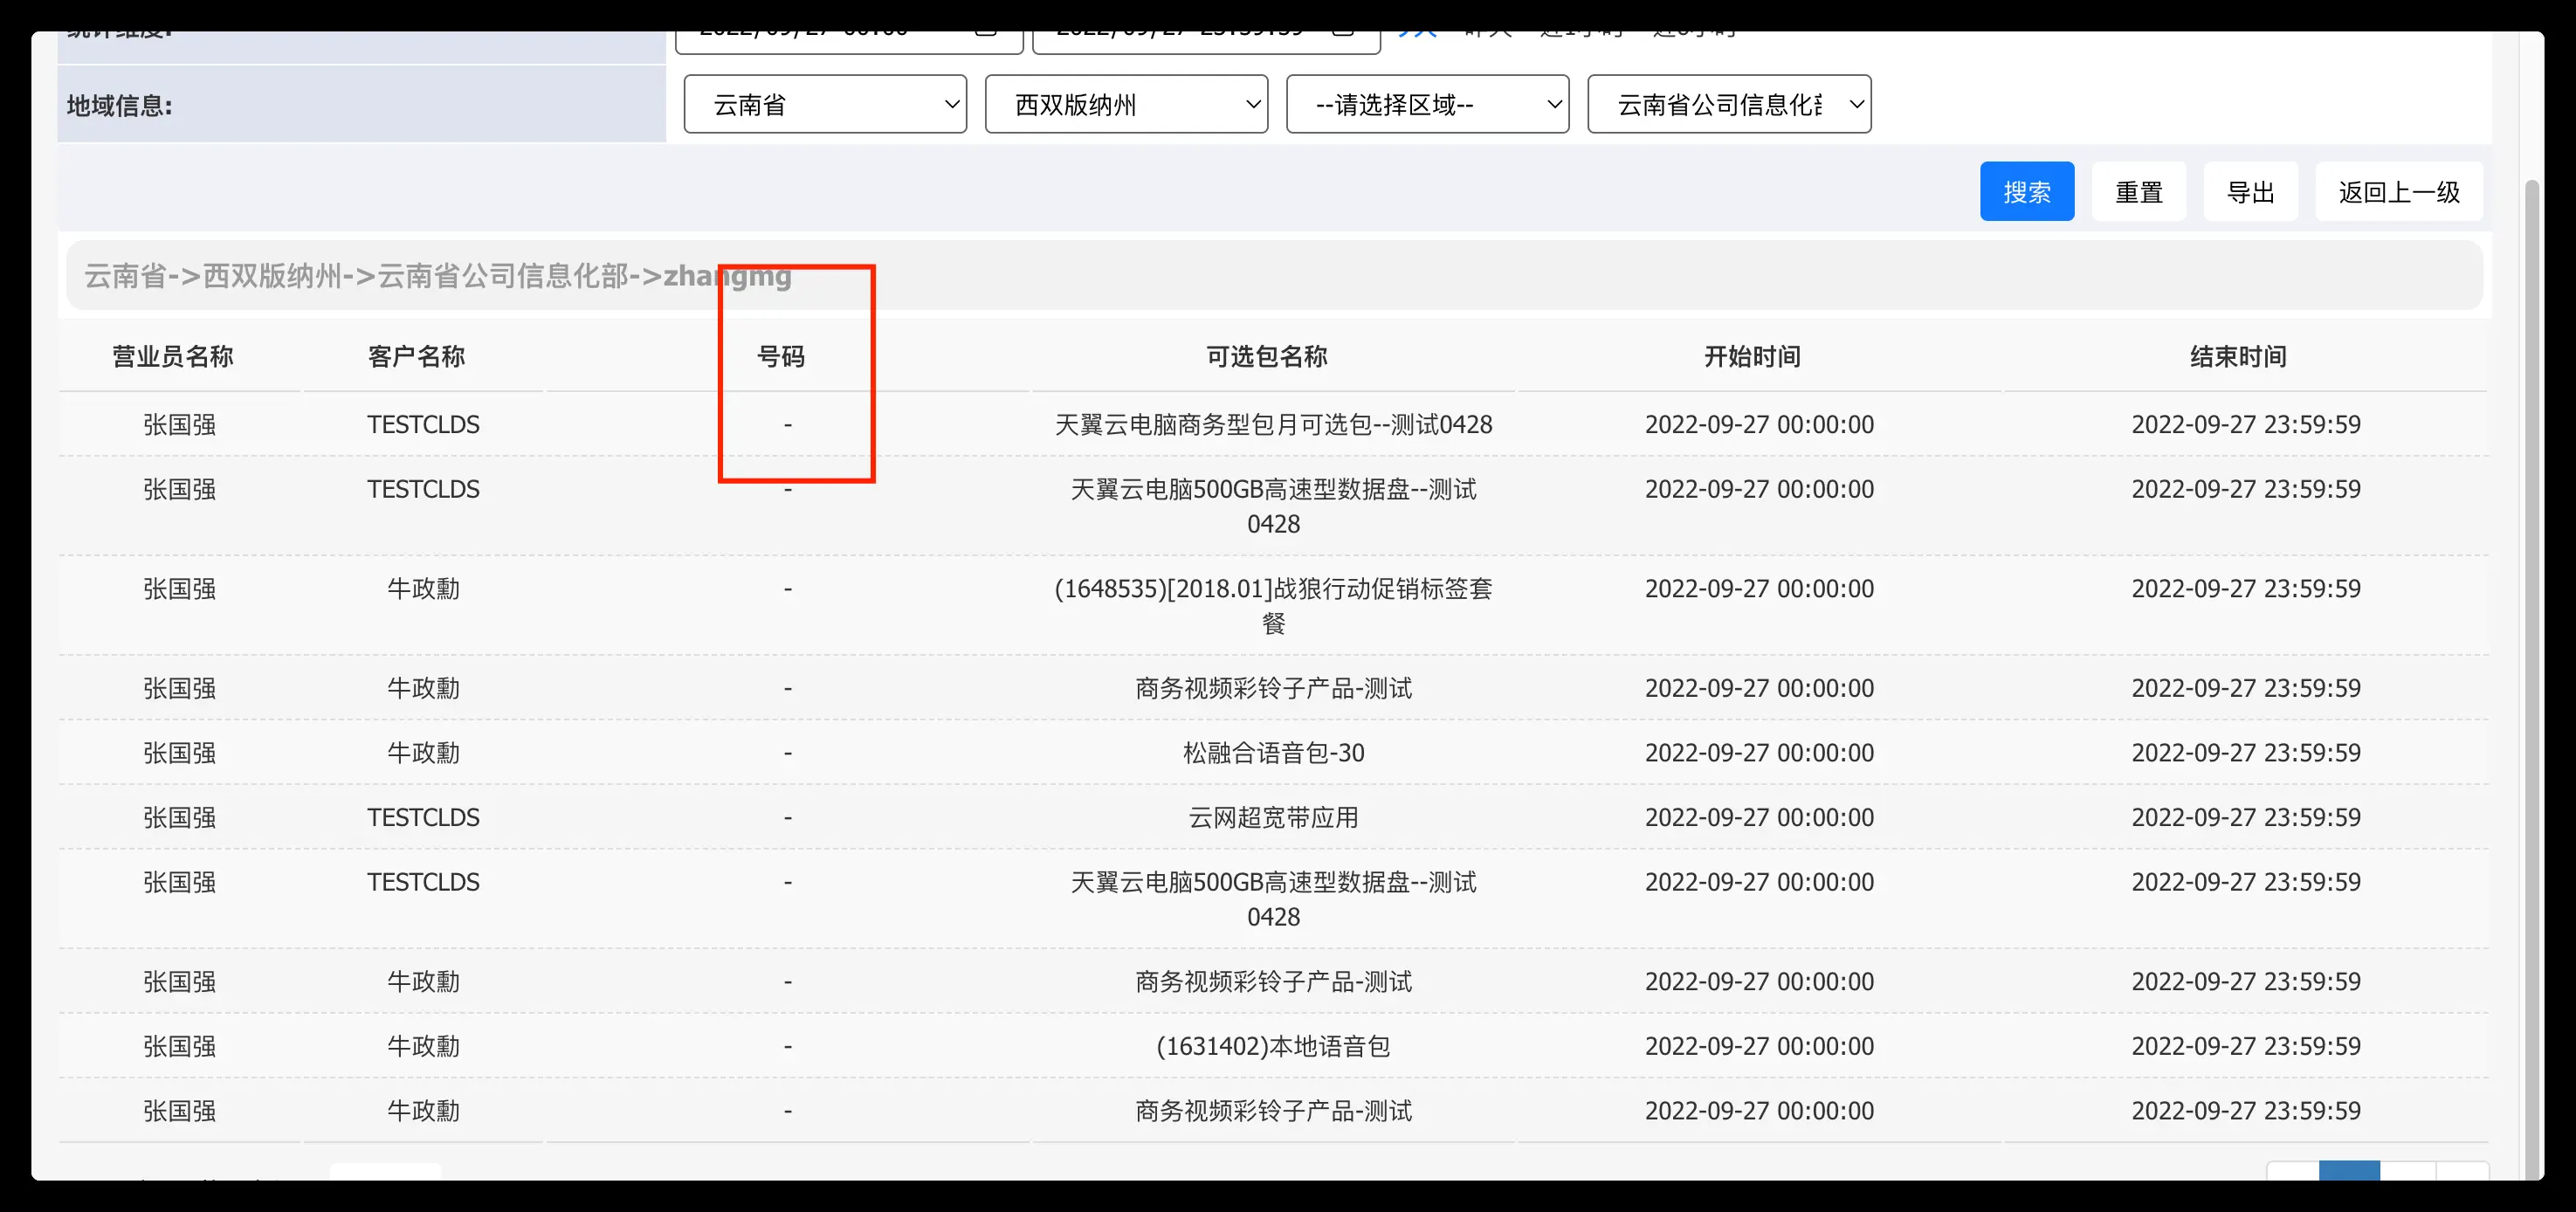 地域信息:
云南省 西双版纳州 --请选择区域-- 云南省公司信息化
搜索 重置 导出 返回上一级
云南省->西双版纳州->云南省公司信息化部->zhangmg
营业员名称 客户名称 号码 可选包名称 开始时间 结束时间
张国强 TESTCLDS - 天翼云电脑商务型包月可选包--测试0428 2022-09-27 00:00:00 2022-09-27 23:59:59
张国强 TESTCLDS - 天翼云电脑500GB高速型数据盘--测试 2022-09-27 00:00:00 2022-09-27 23:59:59
0428
张国强 牛政勳 - (1648535)[2018.01]战狼行动促销标签套 2022-09-27 00:00:00 2022-09-27 23:59:59
餐
张国强 牛政勳 - 商务视频彩铃子产品-测试 2022-09-27 00:00:00 2022-09-27 23:59:59
张国强 牛政勳 - 松融合语音包-30 2022-09-27 00:00:00 2022-09-27 23:59:59
张国强 TESTCLDS - 云网超宽带应用 2022-09-27 00:00:00 2022-09-27 23:59:59
张国强 TESTCLDS - 天翼云电脑500GB高速型数据盘--测试 2022-09-27 00:00:00 2022-09-27 23:59:59
0428
张国强 牛政勳 - 商务视频彩铃子产品-测试 2022-09-27 00:00:00 2022-09-27 23:59:59
张国强 牛政勳 - (1631402)本地语音包 2022-09-27 00:00:00 2022-09-27 23:59:59
张国强 牛政勳 - 商务视频彩铃子产品-测试 2022-09-27 00:00:00 2022-09-27 23:59:59